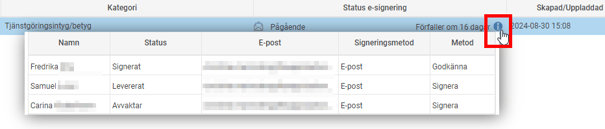 Kategori Status e-signering Skapad/Uppladdad
Tjänstgöringsintyg/betyg Pågående Förfaller om 16 dagar 2024-08-30 15:08
Namn Status E-post Signeringsmetod Metod
Fredrika Signerat E-post Godkänna
Samuel Levererat E-post Signera
Carina Avvaktar E-post Signera